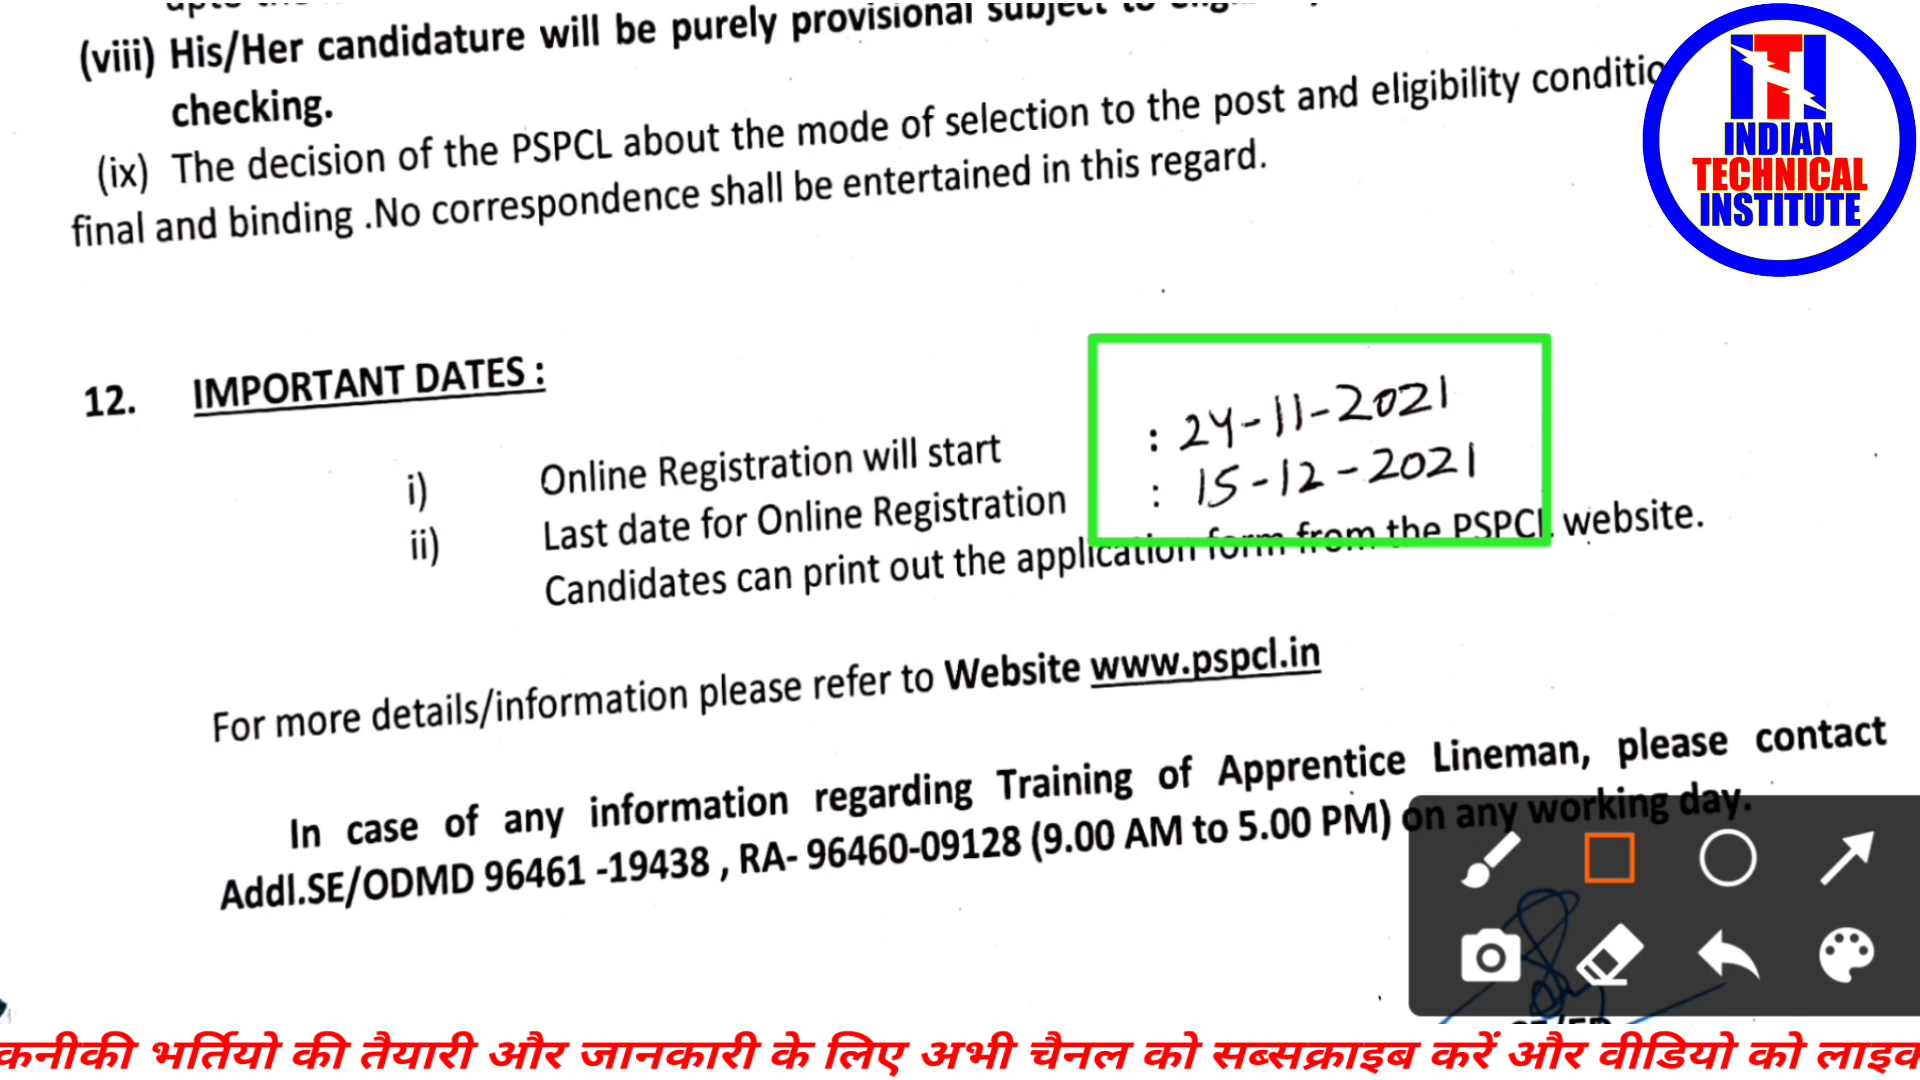 (viii) His/Her candidature will be purely provisional subject to
checking.
(ix) The decision of the PSPCL about the mode of selection to the post and eligibility
final and binding .No correspondence shall be entertained in this regard.
ITI
INDIAN
TECHNICAL
INSTITUTE
12. IMPORTANT DATES :
i) Online Registration will start : 24-11-2021
ii) Last date for Online Registration : 15-12-2021
Candidates can print out the application form from the PSPCL website.
For more details/information please refer to Website www.pspcl.in
In case of any information regarding Training of Apprentice Lineman, please contact
Addl.SE/ODMD 96461 -19438 , RA- 96460-09128 (9.00 AM to 5.00 PM) on any working day.
भर्तियो की तैयारी और जानकारी के लिए अभी चैनल को सब्सक्राइब करें और वीडियो को